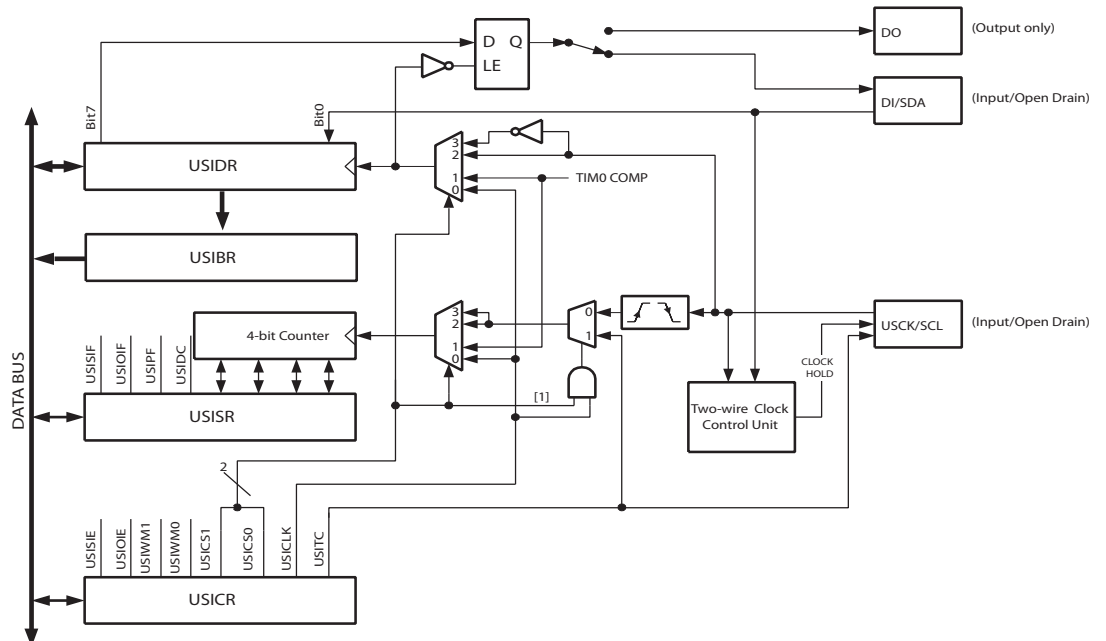 D Q
LE
DO
(Output only)
DI/SDA
(Input/Open Drain)
Bit7
Bit0
USIDR
3
2
1
0
TIM0 COMP
USIBR
4-bit Counter
3
2
1
0
0
1
USCK/SCL
(Input/Open Drain)
CLOCK
HOLD
USISIF
USIOIF
USIPF
USIDC
[1]
USISR
Two-wire Clock
Control Unit
2
USISIE
USIOIE
USIWM1
USIWM0
USICS1
USICS0
USICLK
USITC
USICR
DATA BUS